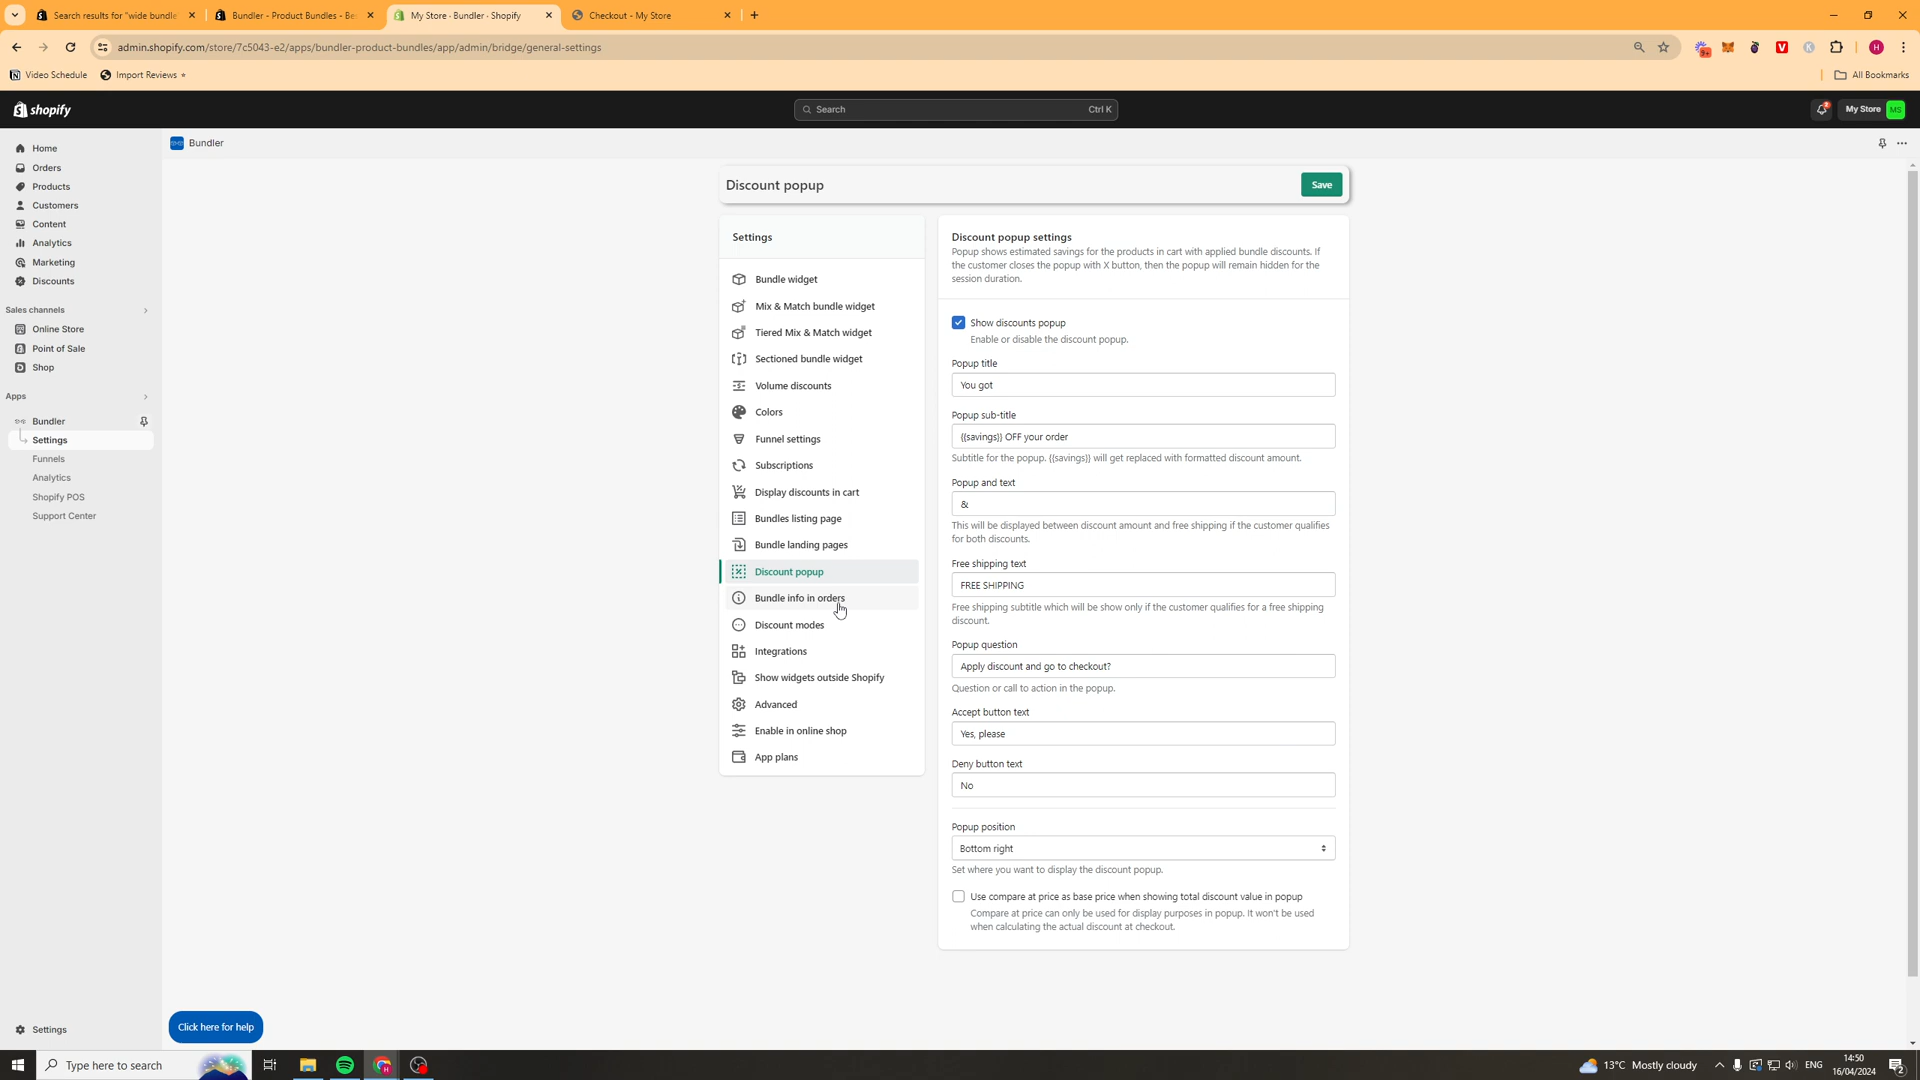 Search results for "wide bundle"
Bundler - Product Bundles - Be
My Store · Bundler · Shopify
Checkout - My Store
admin.shopify.com/store/7c5043-e2/apps/bundler-product-bundles/app/admin/bridge/general-settings
9+
H
Video Schedule
Import Reviews
All Bookmarks
shopify
Search
Ctrl K
My Store
MS
Home
Orders
Products
Customers
Content
Analytics
Marketing
Discounts
Sales channels
Online Store
Point of Sale
Shop
Apps
Bundler
Settings
Funnels
Analytics
Shopify POS
Support Center
Settings
Bundler
Discount popup
Save
Settings
Bundle widget
Mix & Match bundle widget
Tiered Mix & Match widget
Sectioned bundle widget
Volume discounts
Colors
Funnel settings
Subscriptions
Display discounts in cart
Bundles listing page
Bundle landing pages
Discount popup
Bundle info in orders
Discount modes
Integrations
Show widgets outside Shopify
Advanced
Enable in online shop
App plans
Discount popup settings
Popup shows estimated savings for the products in cart with applied bundle discounts. If
the customer closes the popup with X button, then the popup will remain hidden for the
session duration.
Show discounts popup
Enable or disable the discount popup.
Popup title
You got
Popup sub-title
{{savings}} OFF your order
Subtitle for the popup. {{savings}} will get replaced with formatted discount amount.
Popup and text
&
This will be displayed between discount amount and free shipping if the customer qualifies
for both discounts.
Free shipping text
FREE SHIPPING
Free shipping subtitle which will be show only if the customer qualifies for a free shipping
discount.
Popup question
Apply discount and go to checkout?
Question or call to action in the popup.
Accept button text
Yes, please
Deny button text
No
Popup position
Bottom right
Set where you want to display the discount popup.
Use compare at price as base price when showing total discount value in popup
Compare at price can only be used for display purposes in popup. It won't be used
when calculating the actual discount at checkout.
Click here for help
Type here to search
13°C Mostly cloudy
ENG
14:50
16/04/2024
2